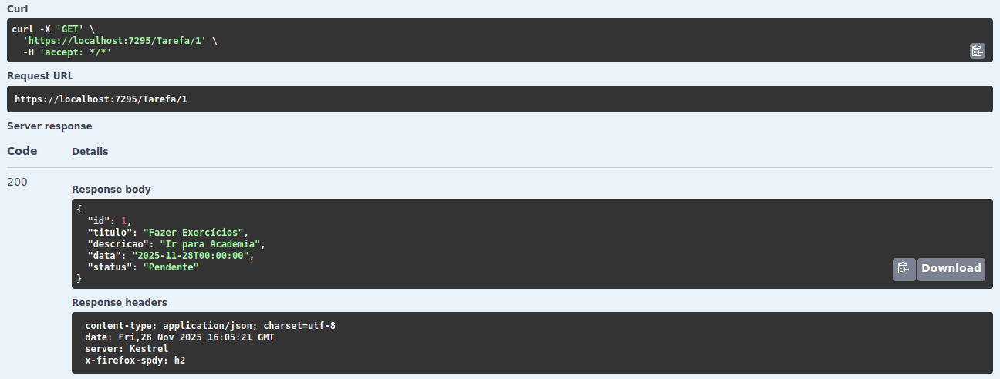 Curl
curl -X 'GET' \
'https://localhost:7295/Tarefa/1' \
-H 'accept: */*'
Request URL
https://localhost:7295/Tarefa/1
Server response
Code Details
200
Response body
{
"id": 1,
"titulo": "Fazer Exercícios",
"descricao": "Ir para Academia",
"data": "2025-11-28T00:00:00",
"status": "Pendente"
}
Download
Response headers
content-type: application/json; charset=utf-8
date: Fri,28 Nov 2025 16:05:21 GMT
server: Kestrel
x-firefox-spdy: h2